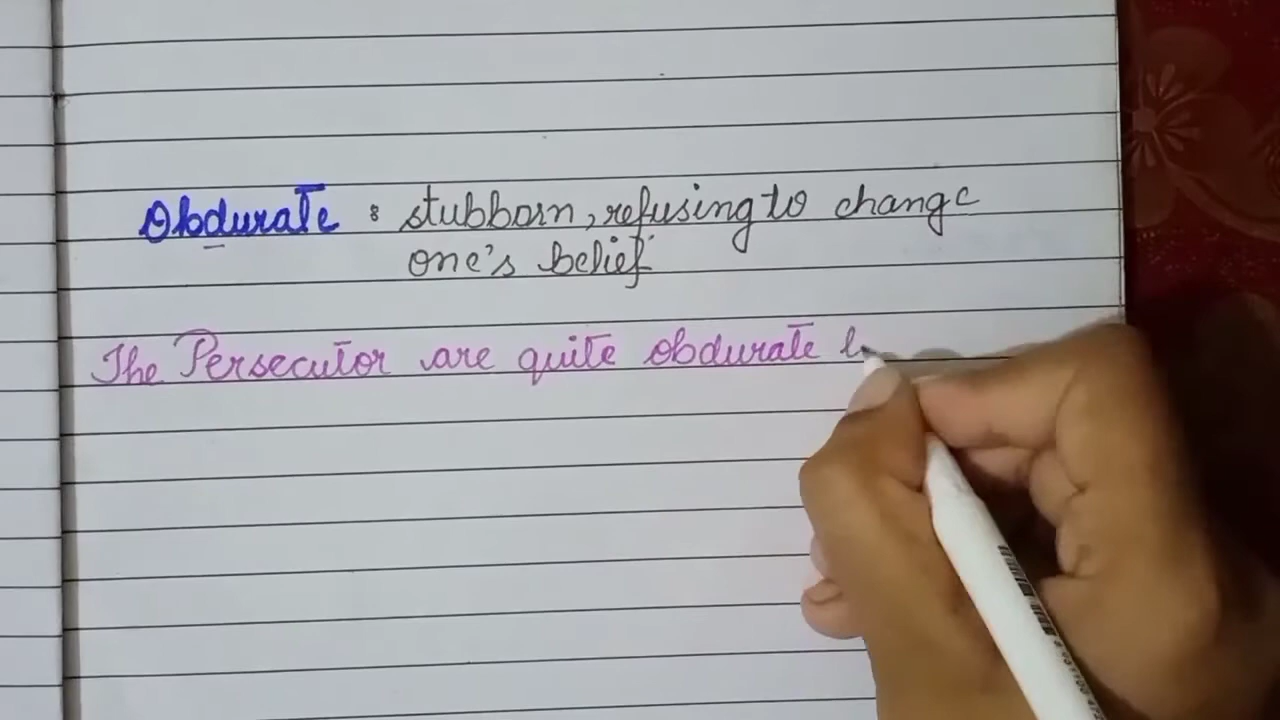 Obdurate : stubborn, refusing to change
one's belief
The Persecutor are quite obdurate